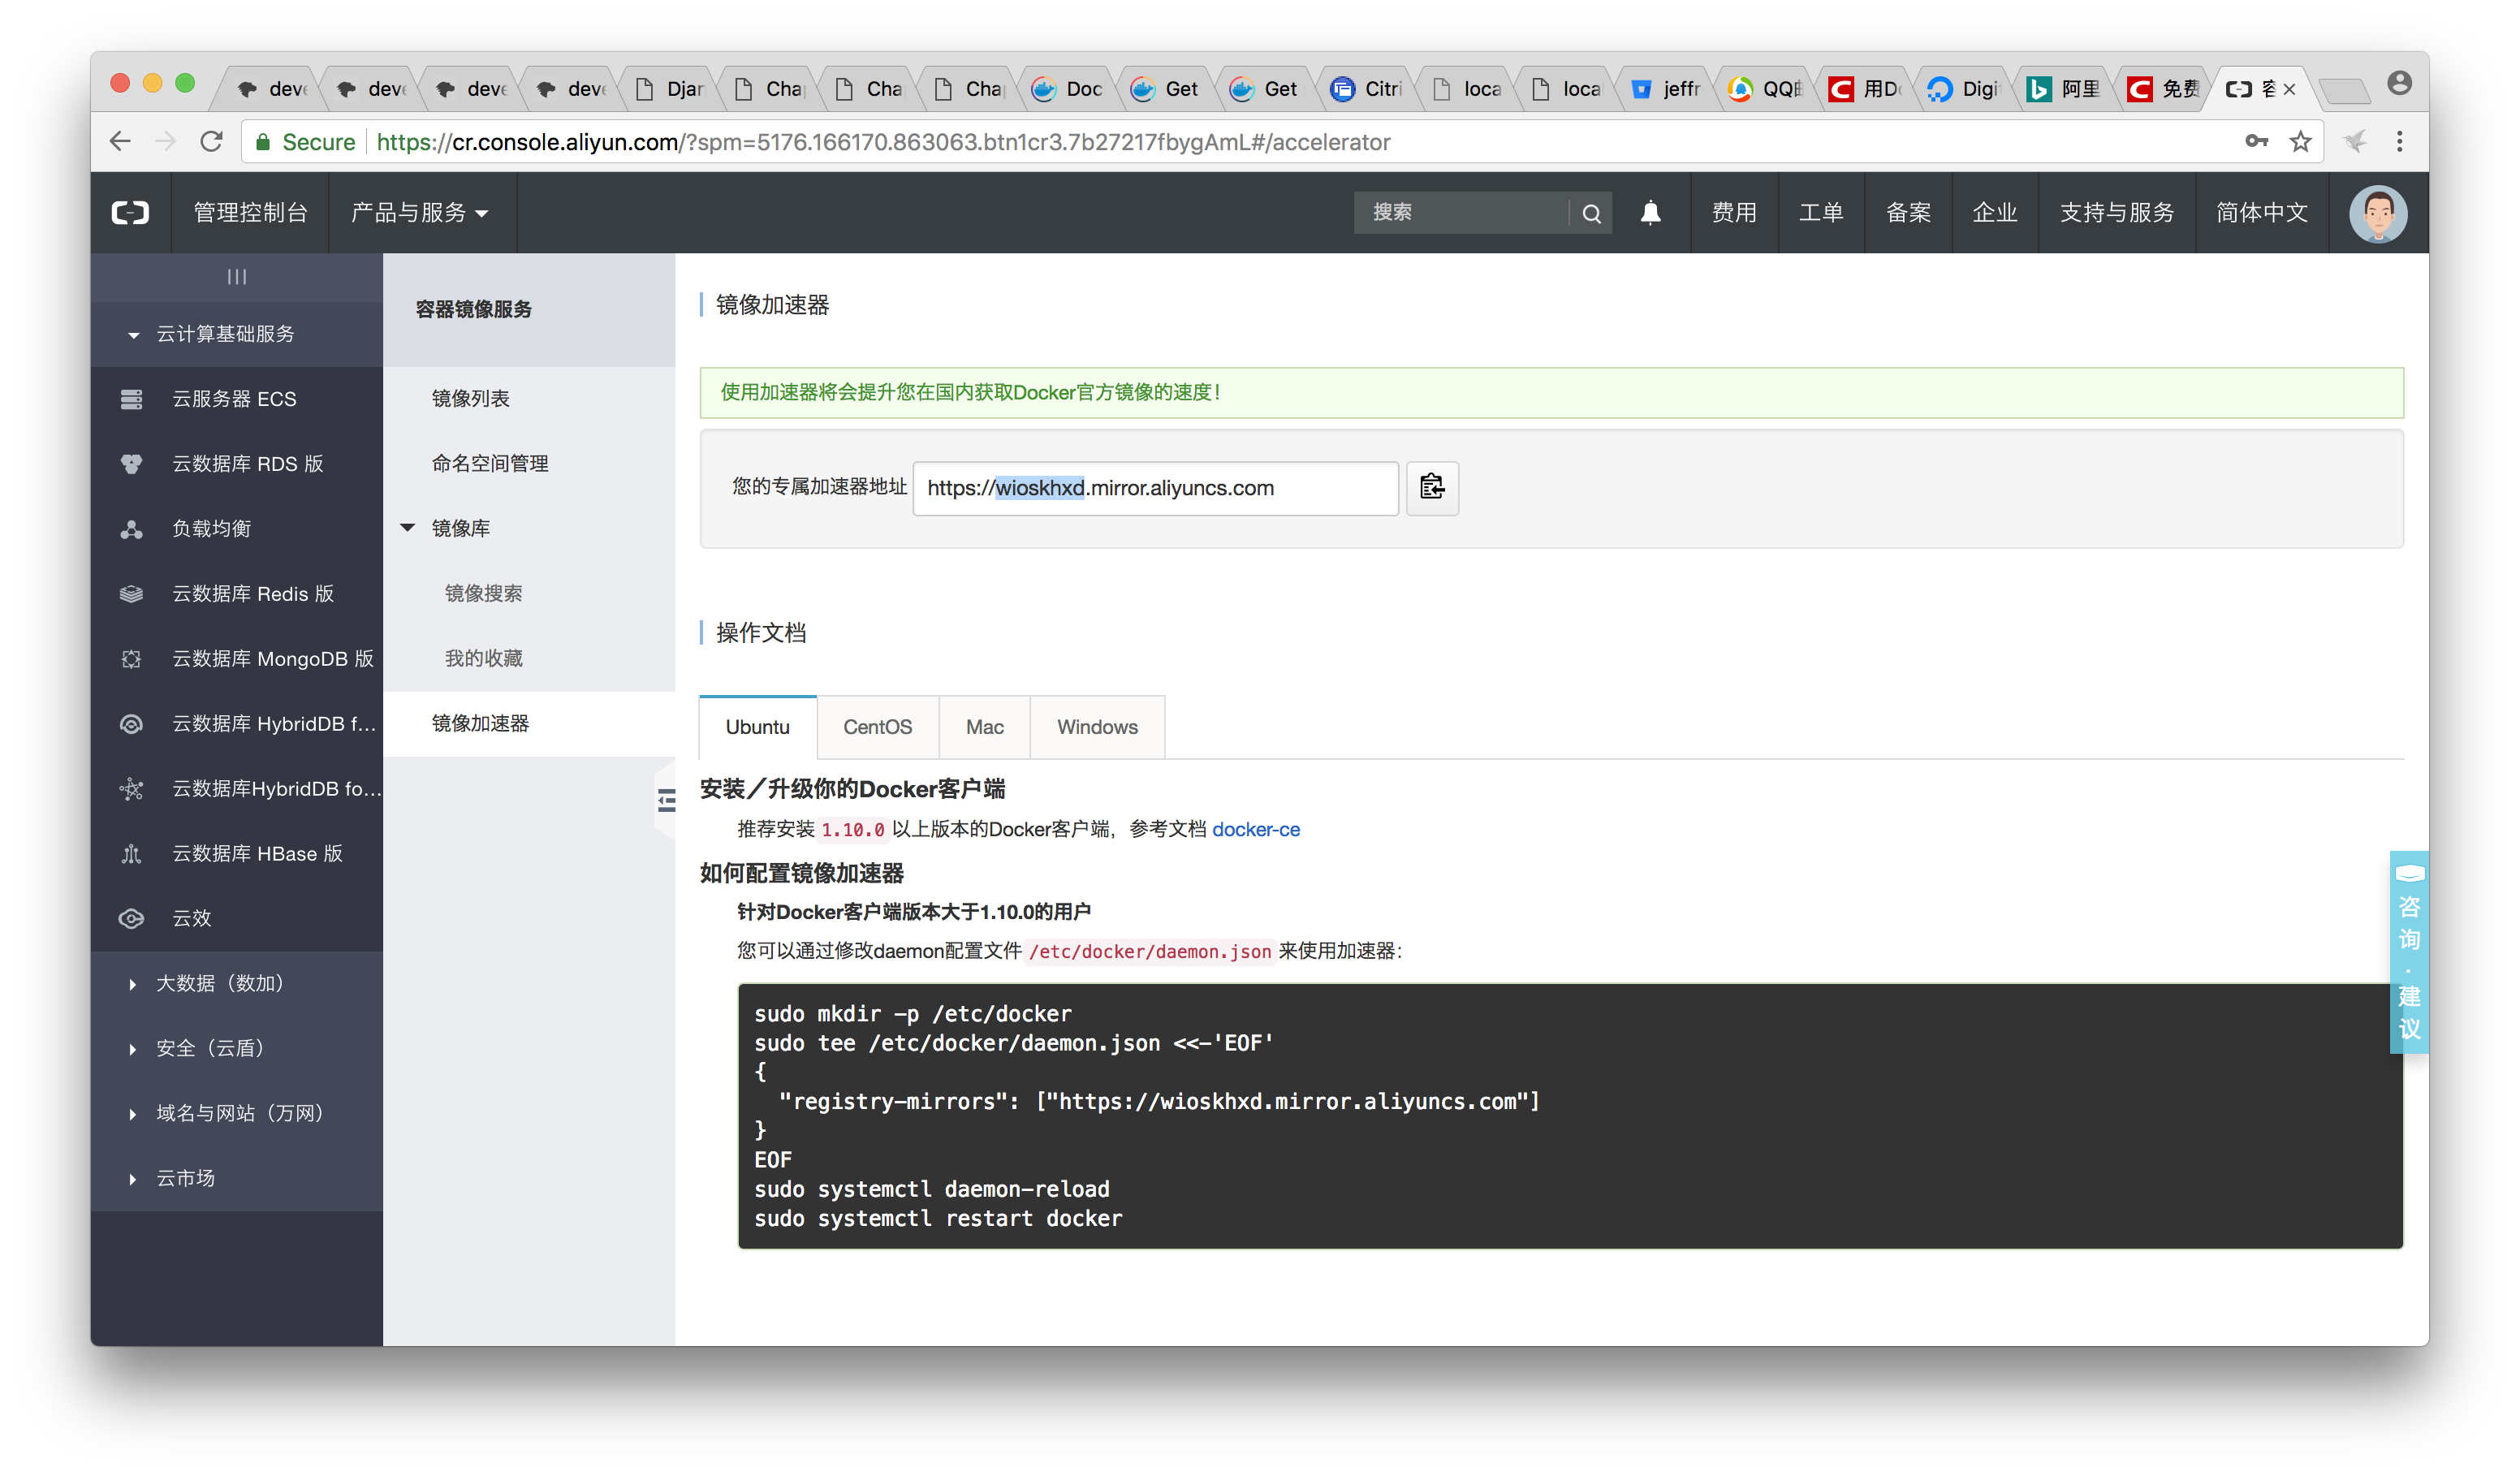 deve
deve
deve
deve
Djan
Cha
Cha
Cha
Doc
Get
Get
Citri
loca
loca
jeffr
QQ邮
用Do
Digi
阿里
免费
容
Secure
https://cr.console.aliyun.com/?spm=5176.166170.863063.btn1cr3.7b27217fbygAmL#/accelerator
管理控制台
产品与服务
搜索
费用
工单
备案
企业
支持与服务
简体中文
云计算基础服务
云服务器 ECS
云数据库 RDS 版
负载均衡
云数据库 Redis 版
云数据库 MongoDB 版
云数据库 HybridDB f...
云数据库HybridDB fo...
云数据库 HBase 版
云效
大数据（数加）
安全（云盾）
域名与网站（万网）
云市场
容器镜像服务
镜像列表
命名空间管理
镜像库
镜像搜索
我的收藏
镜像加速器
镜像加速器
使用加速器将会提升您在国内获取Docker官方镜像的速度！
您的专属加速器地址
https://wioskhxd.mirror.aliyuncs.com
操作文档
Ubuntu
CentOS
Mac
Windows
安装／升级你的Docker客户端
推荐安装 1.10.0 以上版本的Docker客户端，参考文档 docker-ce
如何配置镜像加速器
针对Docker客户端版本大于1.10.0的用户
您可以通过修改daemon配置文件 /etc/docker/daemon.json 来使用加速器：
sudo mkdir -p /etc/docker
sudo tee /etc/docker/daemon.json <<-'EOF'
{
"registry-mirrors": ["https://wioskhxd.mirror.aliyuncs.com"]
}
EOF
sudo systemctl daemon-reload
sudo systemctl restart docker
咨询·建议